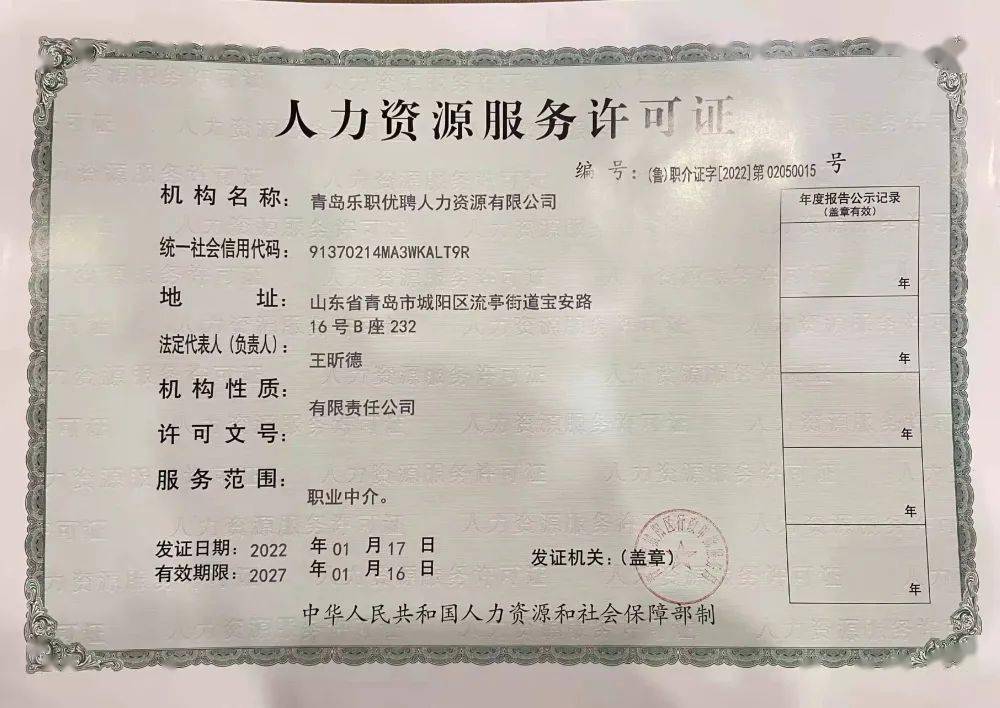 人力资源服务许可证
编 号：(鲁)职介证字[2022]第02050015 号
机构名称：青岛乐职优聘人力资源有限公司
统一社会信用代码：91370214MA3WKALT9R
地 址：山东省青岛市城阳区流亭街道宝安路
16号B座232
法定代表人（负责人）：王昕德
机构性质：有限责任公司
许可文号：
服务范围：职业中介。
发证日期：2022 年 01 月 17 日
有效期限：2027 年 01 月 16 日
发证机关：（盖章）
中华人民共和国人力资源和社会保障部制
年度报告公示记录
（盖章有效）
年
年
年
年
年